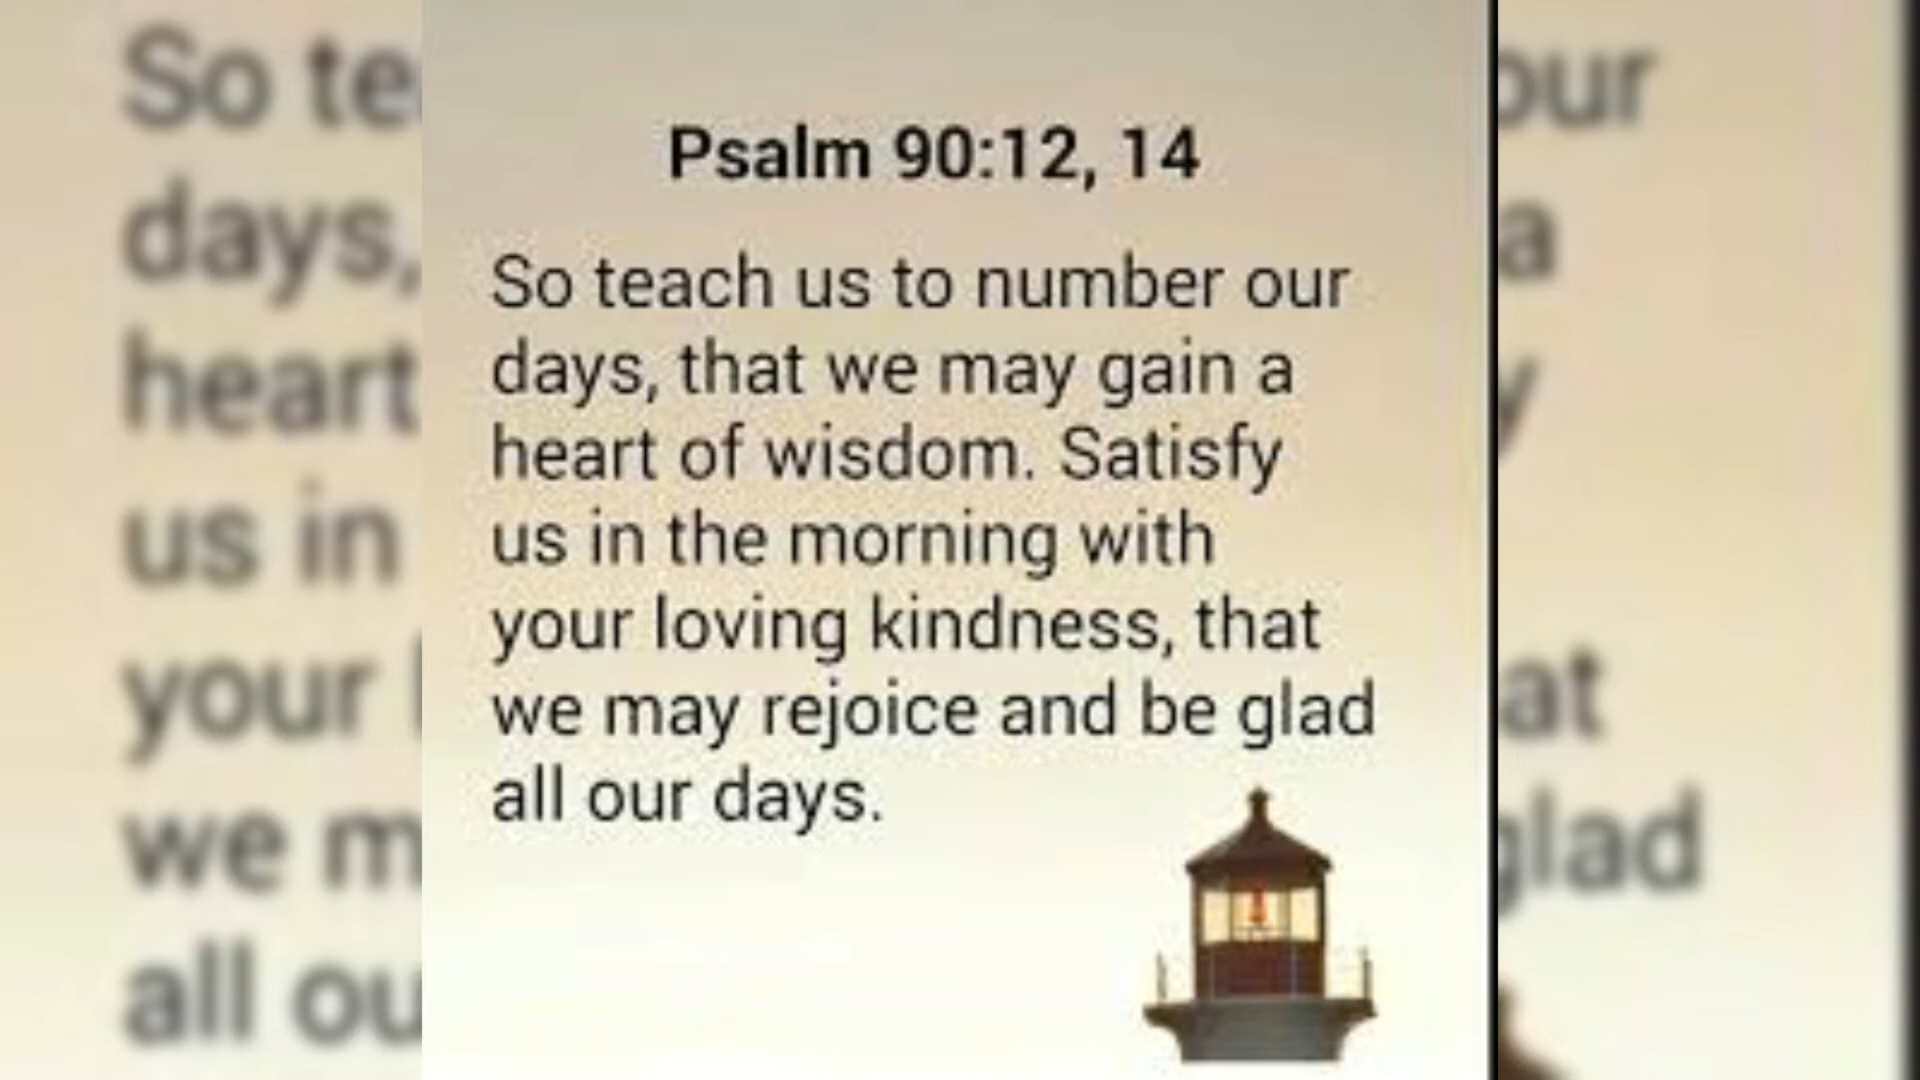 Psalm 90:12, 14
So teach us to number our
days, that we may gain a
heart of wisdom. Satisfy
us in the morning with
your loving kindness, that
we may rejoice and be glad
all our days.